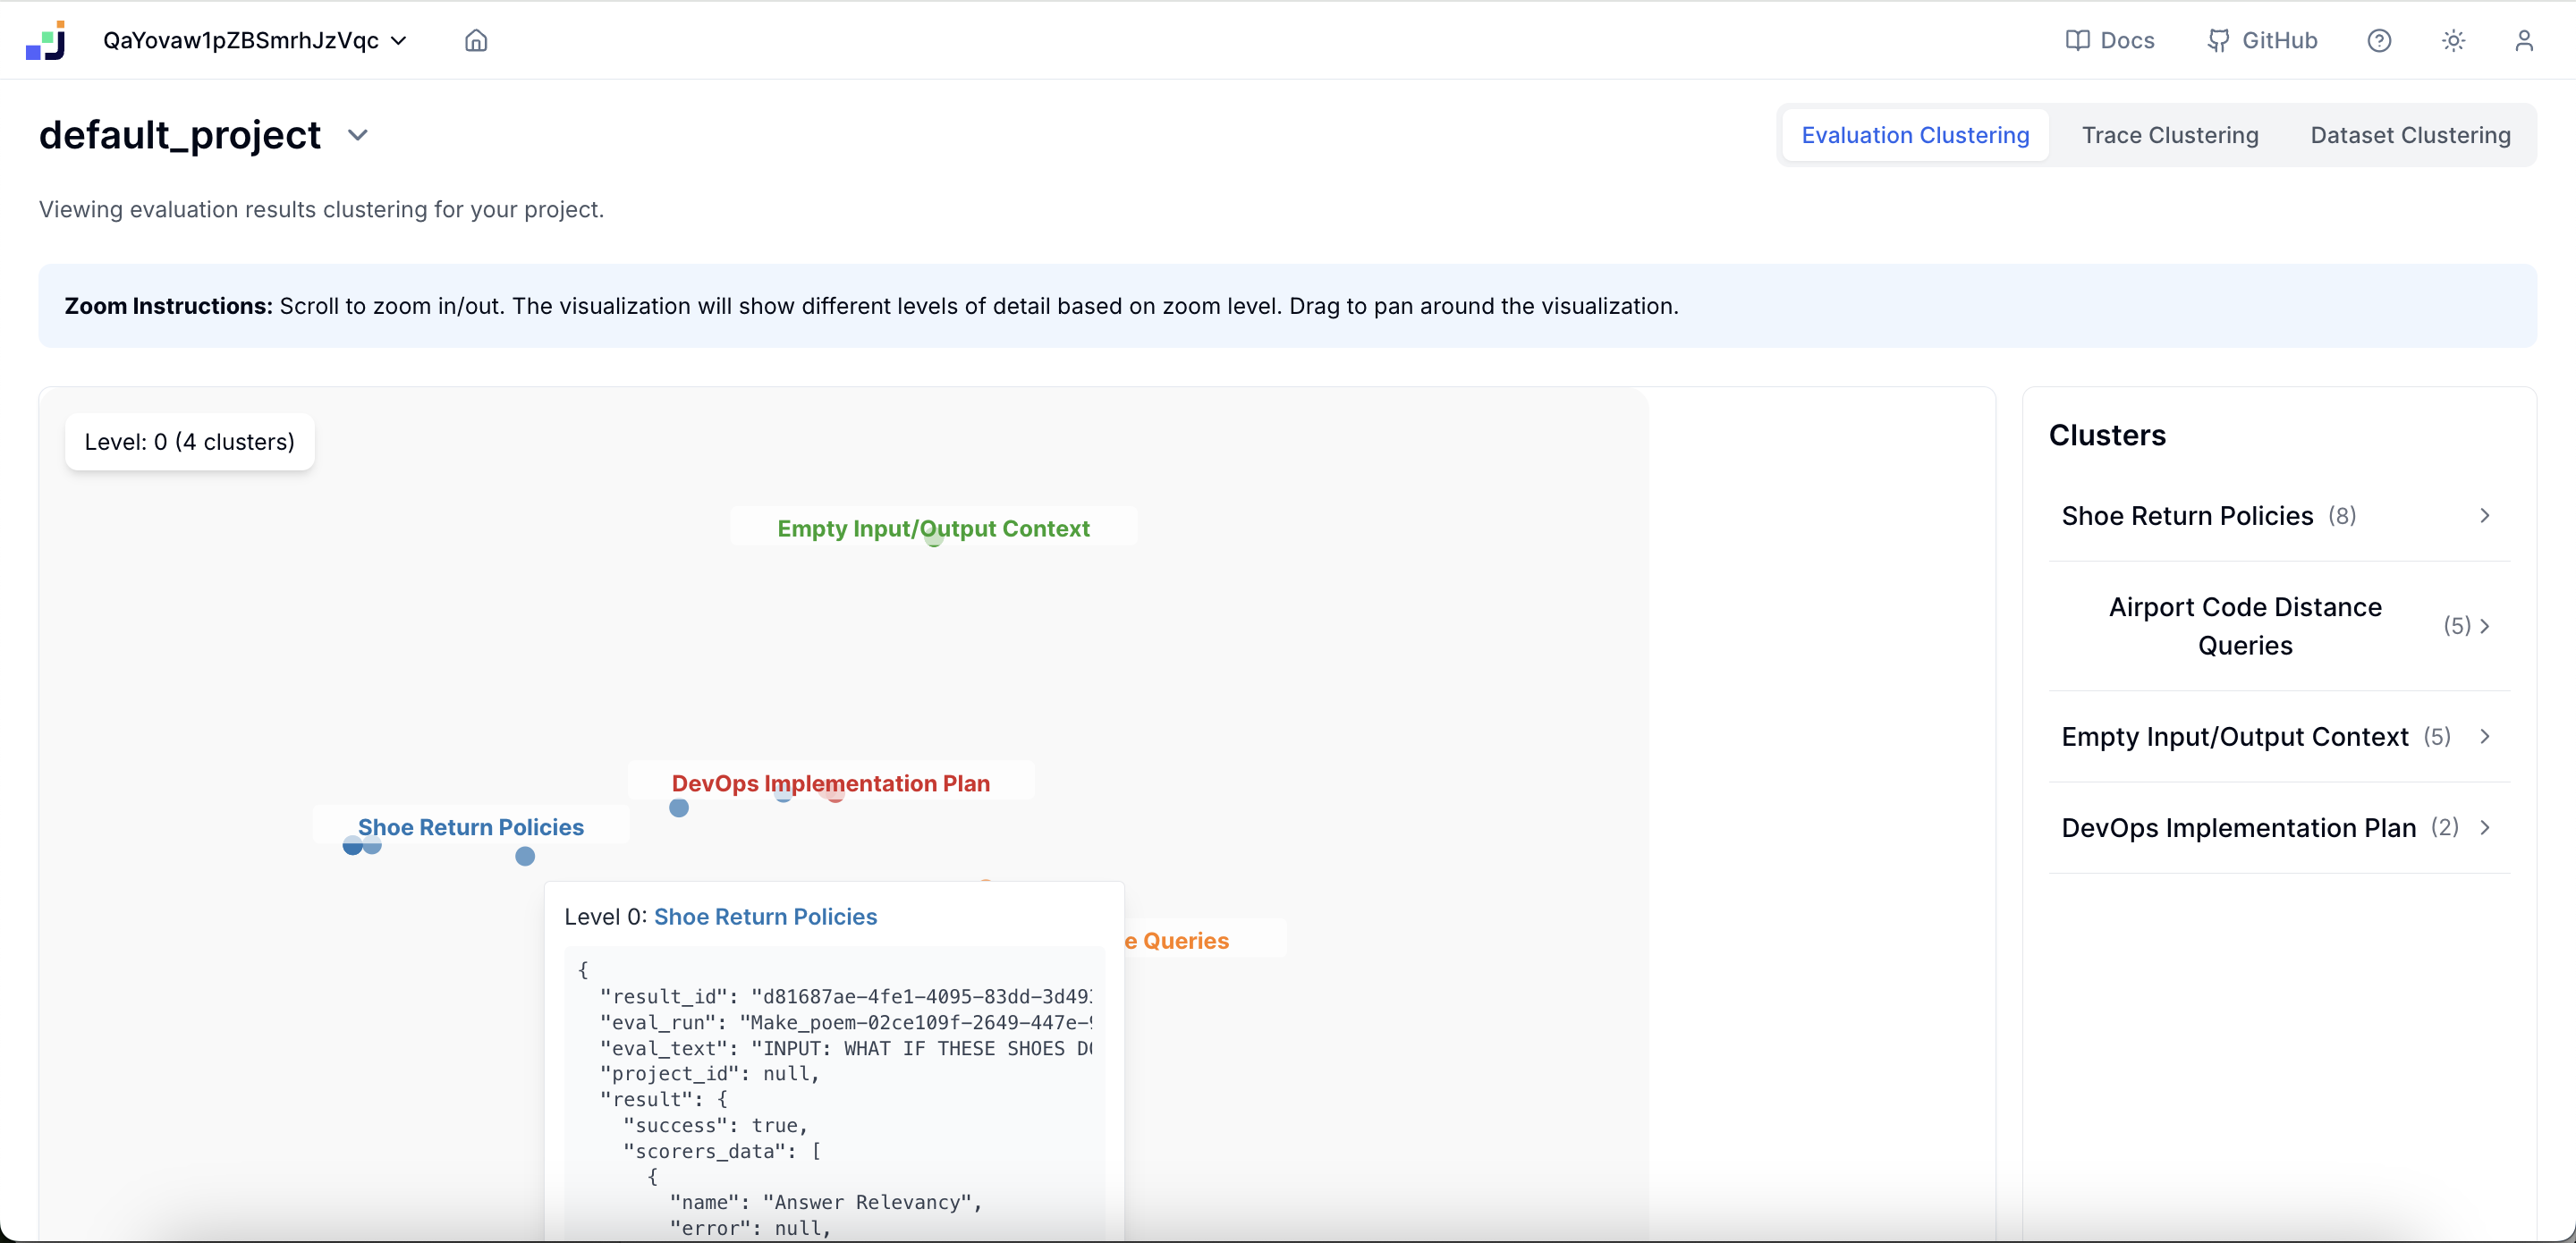 QaYovaw1pZBSmrhJzVqc
Docs
GitHub
default_project
Evaluation Clustering
Trace Clustering
Dataset Clustering
Viewing evaluation results clustering for your project.
Zoom Instructions: Scroll to zoom in/out. The visualization will show different levels of detail based on zoom level. Drag to pan around the visualization.
Level: 0 (4 clusters)
Empty Input/Output Context
DevOps Implementation Plan
Shoe Return Policies
e Queries
Level 0: Shoe Return Policies
{
"result_id": "d81687ae-4fe1-4095-83dd-3d49
"eval_run": "Make_poem-02ce109f-2649-447e-
"eval_text": "INPUT: WHAT IF THESE SHOES
"project_id": null,
"result": {
"success": true,
"scorers_data": [
{
"name": "Answer Relevancy",
"error": null,
Clusters
Shoe Return Policies (8)
Airport Code Distance
Queries
(5)
Empty Input/Output Context (5)
DevOps Implementation Plan (2)